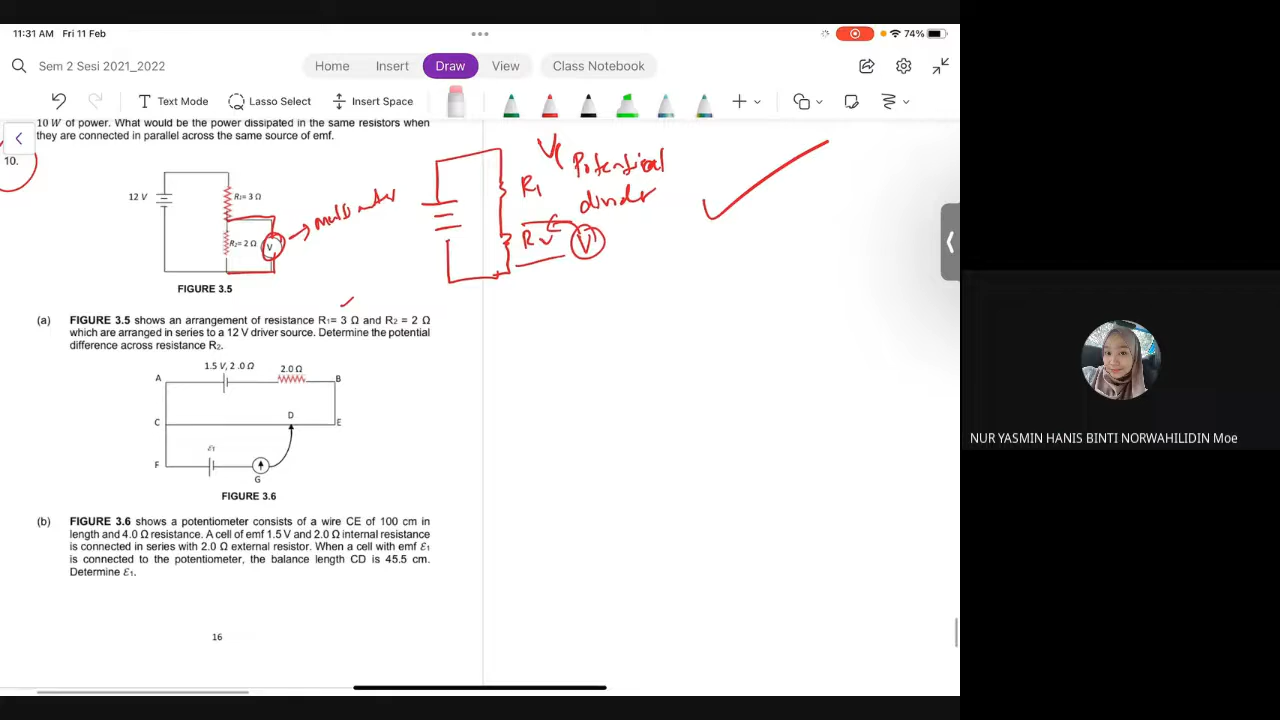 11:31 AM Fri 11 Feb
74%
Sem 2 Sesi 2021_2022
Home Insert Draw View Class Notebook
Text Mode Lasso Select Insert Space
10 W of power. What would be the power dissipated in the same resistors when
they are connected in parallel across the same source of emf.
10.
12 V
R1= 3 Ω
R2= 2 Ω
V
R1
Potential
divider
V
FIGURE 3.5
(a) FIGURE 3.5 shows an arrangement of resistance R1= 3 Ω and R2 = 2 Ω
which are arranged in series to a 12 V driver source. Determine the potential
difference across resistance R2.
1.5 V, 2 .0 Ω 2.0 Ω
A B
C D E
ℰ1
F G
FIGURE 3.6
(b) FIGURE 3.6 shows a potentiometer consists of a wire CE of 100 cm in
length and 4.0 Ω resistance. A cell of emf 1.5 V and 2.0 Ω internal resistance
is connected in series with 2.0 Ω external resistor. When a cell with emf ℰ1
is connected to the potentiometer, the balance length CD is 45.5 cm.
Determine ℰ1.
16
NUR YASMIN HANIS BINTI NORWAHILIDIN Moe